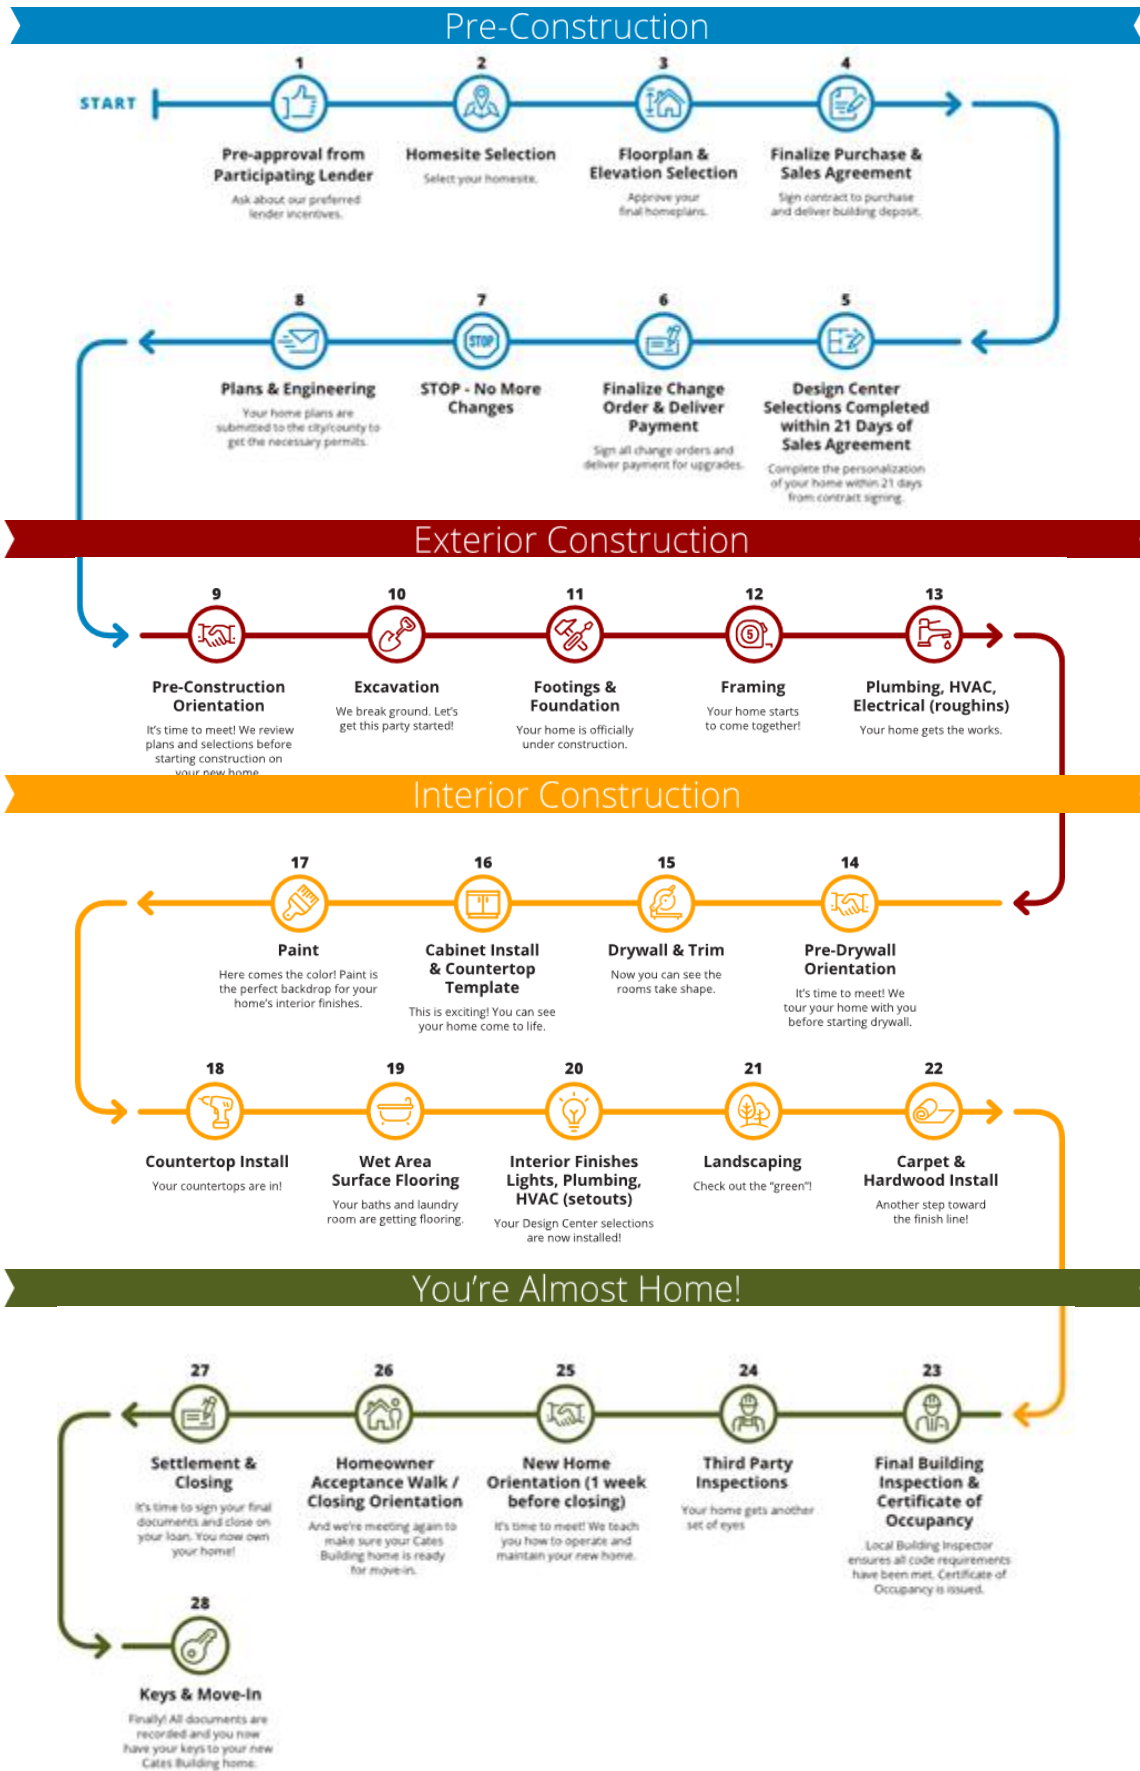 Pre-Construction
START
1
Pre-approval from
Participating Lender
Ask about our preferred
lender incentives.
2
Homesite Selection
Select your homesite.
3
Floorplan &
Elevation Selection
Approve your
final homeplans.
4
Finalize Purchase &
Sales Agreement
Sign contract to purchase
and deliver building deposit.
5
Design Center
Selections Completed
within 21 Days of
Sales Agreement
Complete the personalization
of your home within 21 days
from contract signing.
6
Finalize Change
Order & Deliver
Payment
Sign all change orders and
deliver payment for upgrades.
7
STOP
STOP - No More
Changes
8
Plans & Engineering
Your home plans are
submitted to the city/county to
get the necessary permits.
Exterior Construction
9
Pre-Construction
Orientation
It's time to meet! We review
plans and selections before
starting construction on
your new home
10
Excavation
We break ground. Let's
get this party started!
11
Footings &
Foundation
Your home is officially
under construction.
12
5
Framing
Your home starts
to come together!
13
Plumbing, HVAC,
Electrical (roughins)
Your home gets the works.
Interior Construction
14
Pre-Drywall
Orientation
It's time to meet! We
tour your home with you
before starting drywall.
15
Drywall & Trim
Now you can see the
rooms take shape.
16
Cabinet Install
& Countertop
Template
This is exciting! You can see
your home come to life.
17
Paint
Here comes the color! Paint is
the perfect backdrop for your
home's interior finishes.
18
Countertop Install
Your countertops are in!
19
Wet Area
Surface Flooring
Your baths and laundry
room are getting flooring.
20
Interior Finishes
Lights, Plumbing,
HVAC (setouts)
Your Design Center selections
are now installed!
21
Landscaping
Check out the "green"!
22
Carpet &
Hardwood Install
Another step toward
the finish line!
You're Almost Home!
23
Final Building
Inspection &
Certificate of
Occupancy
Local Building Inspector
ensures all code requirements
have been met. Certificate of
Occupancy is issued.
24
Third Party
Inspections
Your home gets another
set of eyes
25
New Home
Orientation (1 week
before closing)
It's time to meet! We teach
you how to operate and
maintain your new home.
26
Homeowner
Acceptance Walk /
Closing Orientation
And we're meeting again to
make sure your Cates
Building home is ready
for move-in.
27
Settlement &
Closing
It's time to sign your final
documents and close on
your loan. You now own
your home!
28
Keys & Move-In
Finally! All documents are
recorded and you now
have your keys to your new
Cates Building home.